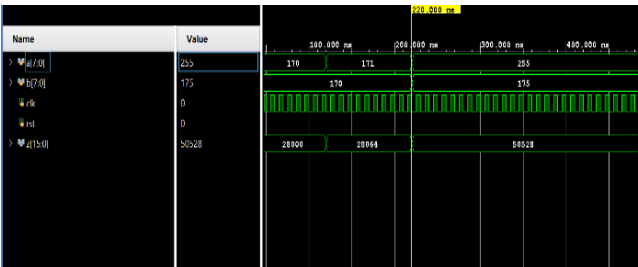 220.000 ns
Name Value
100.000 ns 200.000 ns 300.000 ns 400.000 ns
a[7:0] 255 170 171 255
b[7:0] 175 170 175
clk 0
rst 0
z[15:0] 50528 28000 28064 50528